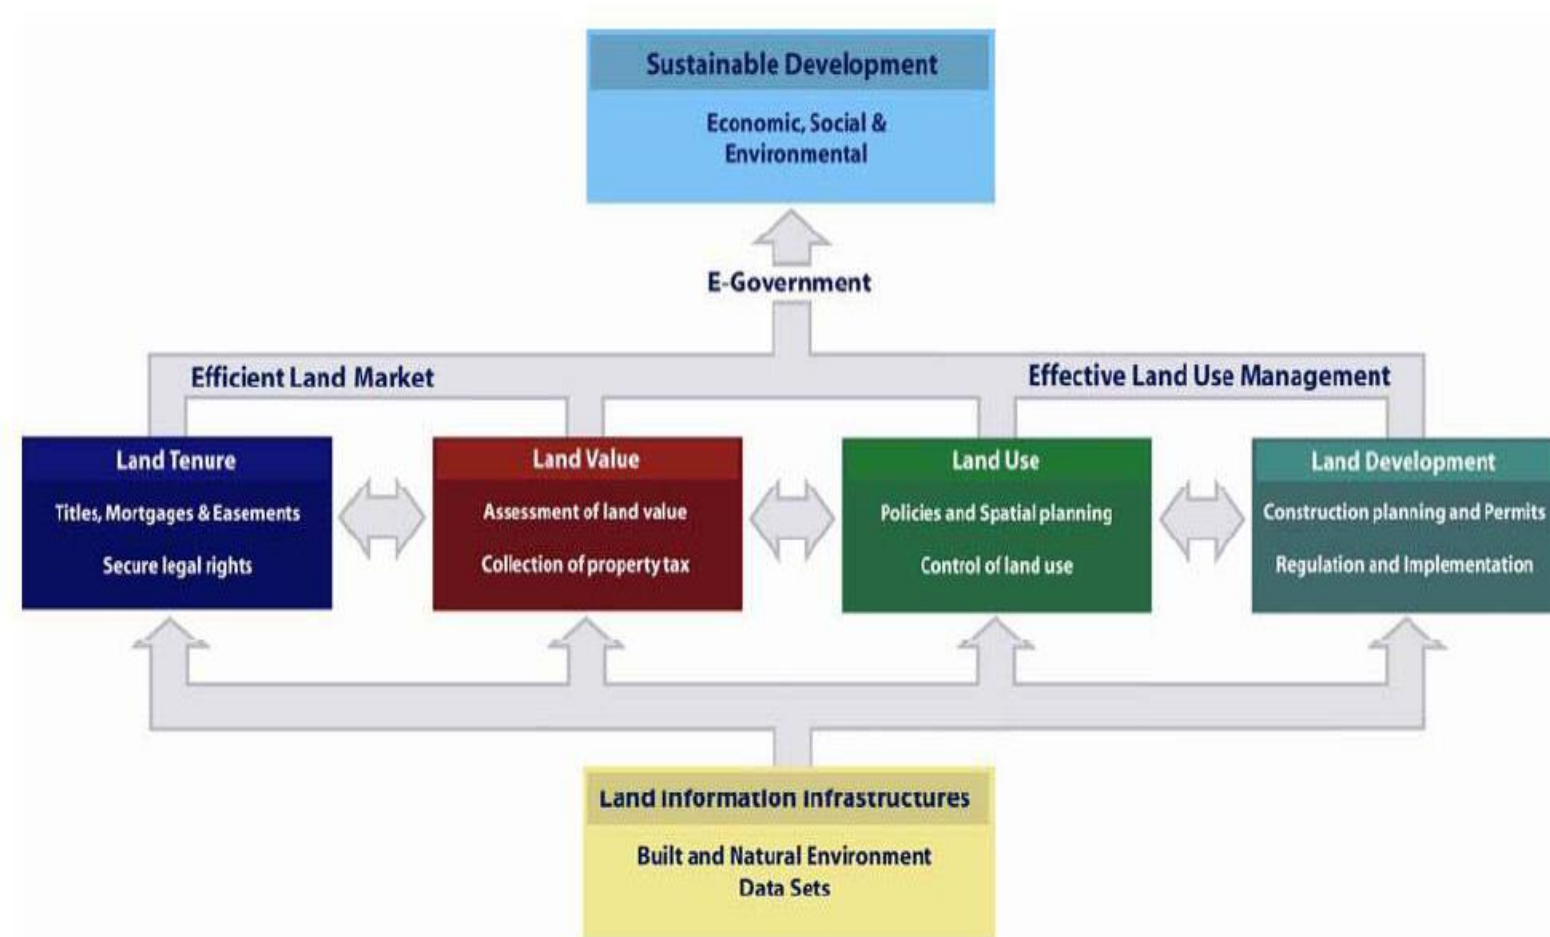 Sustainable Development
Economic, Social &
Environmental
E-Government
Efficient Land Market
Effective Land Use Management
Land Tenure
Titles, Mortgages & Easements
Secure legal rights
Land Value
Assessment of land value
Collection of property tax
Land Use
Policies and Spatial planning
Control of land use
Land Development
Construction planning and Permits
Regulation and Implementation
Land Information Infrastructures
Built and Natural Environment
Data Sets